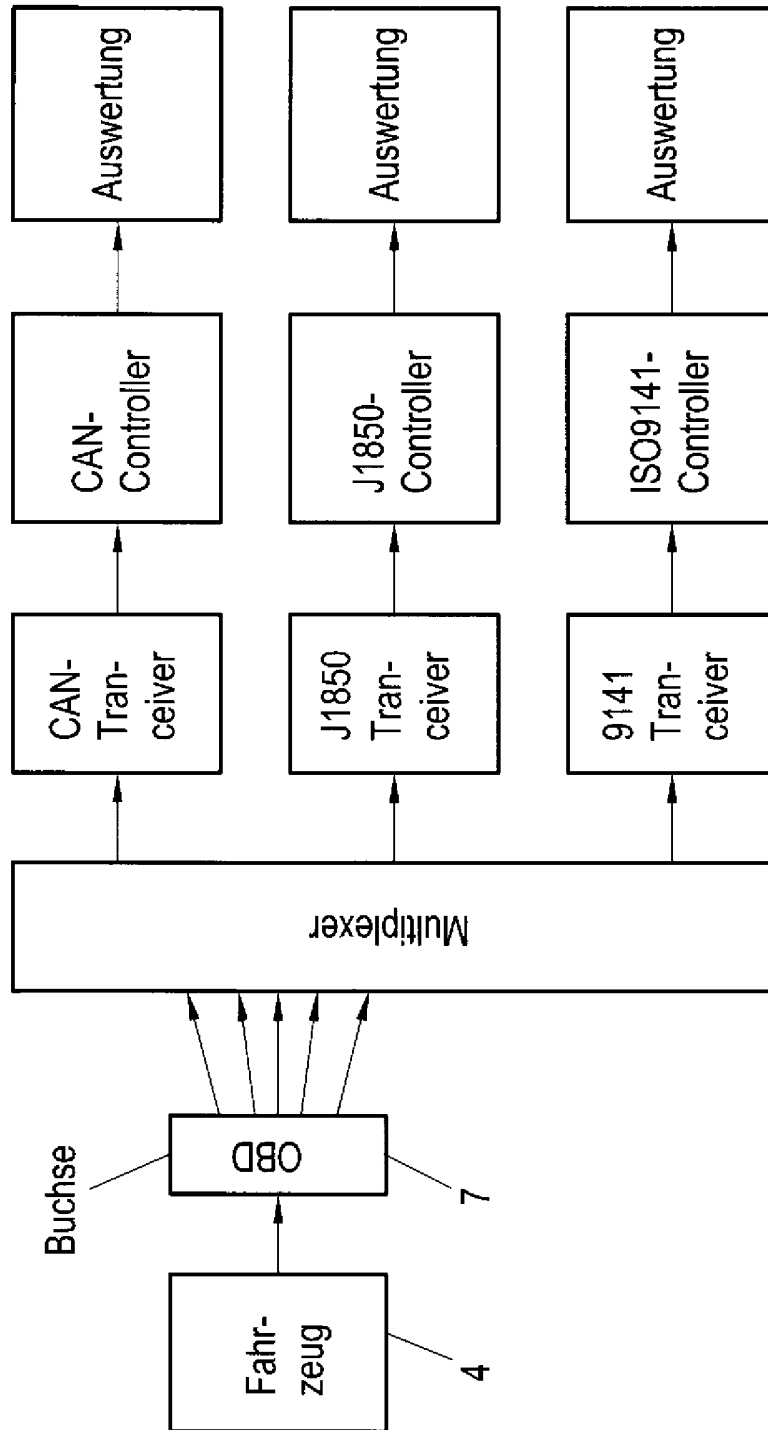 Fahr-
zeug
4
Buchse
OBD
7
Multiplexer
CAN-
Tran-
ceiver
CAN-
Controller
Auswertung
J1850
Tran-
ceiver
J1850-
Controller
Auswertung
9141
Tran-
ceiver
ISO9141-
Controller
Auswertung